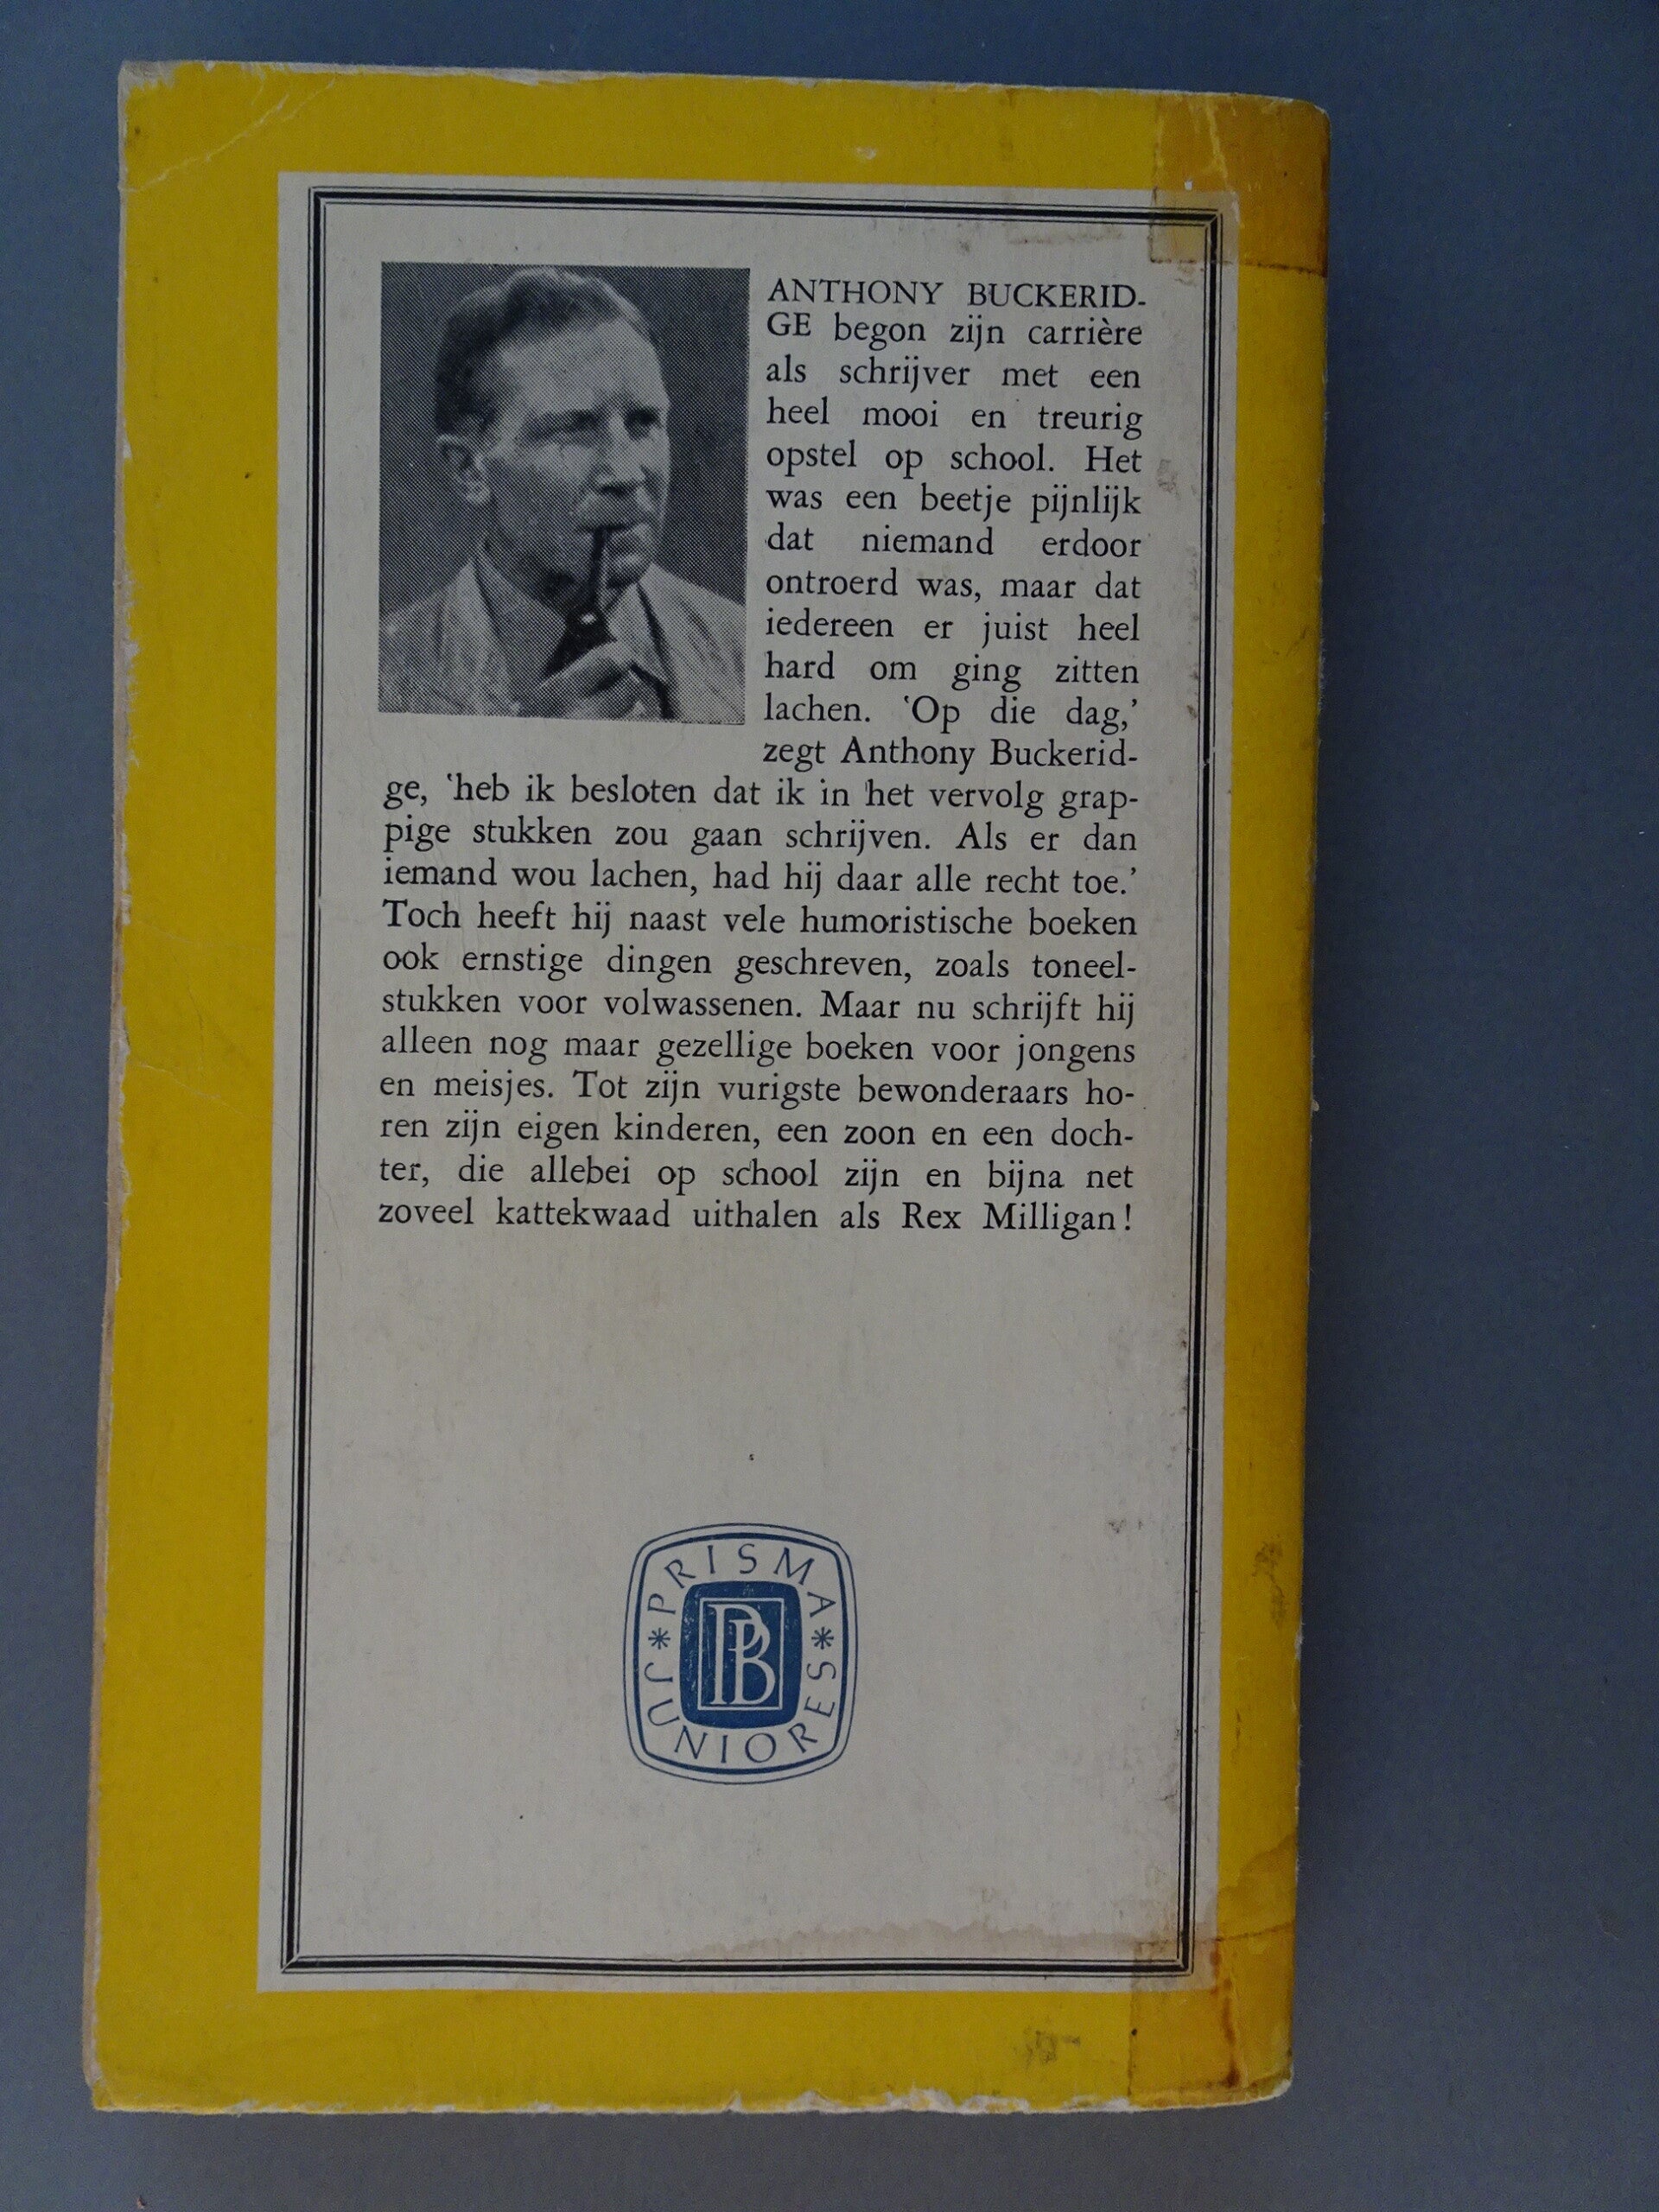 ANTHONY BUCKERID-
GE begon zijn carrière
als schrijver met een
heel mooi en treurig
opstel op school. Het
was een beetje pijnlijk
dat niemand erdoor
ontroerd was, maar dat
iedereen er juist heel
hard om ging zitten
lachen. ‘Op die dag,’
zegt Anthony Buckerid-
ge, ‘heb ik besloten dat ik in het vervolg grap-
pige stukken zou gaan schrijven. Als er dan
iemand wou lachen, had hij daar alle recht toe.’
Toch heeft hij naast vele humoristische boeken
ook ernstige dingen geschreven, zoals toneel-
stukken voor volwassenen. Maar nu schrijft hij
alleen nog maar gezellige boeken voor jongens
en meisjes. Tot zijn vurigste bewonderaars ho-
ren zijn eigen kinderen, een zoon en een doch-
ter, die allebei op school zijn en bijna net
zoveel kattekwaad uithalen als Rex Milligan!
PRISMA
PB
* JUNIORES *